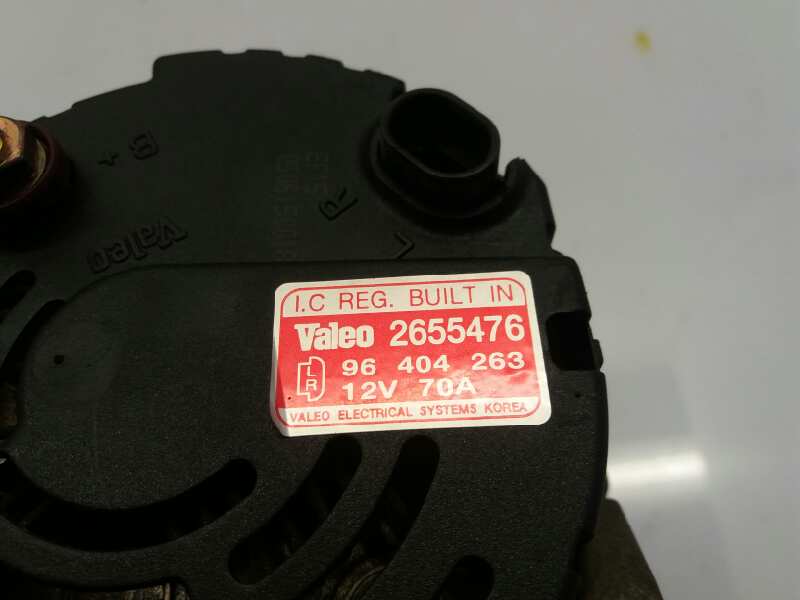 B +
R
L
Valeo
I.C REG. BUILT IN
Valeo 2655476
L 96 404 263
R 12V 70A
VALEO ELECTRICAL SYSTEMS KOREA